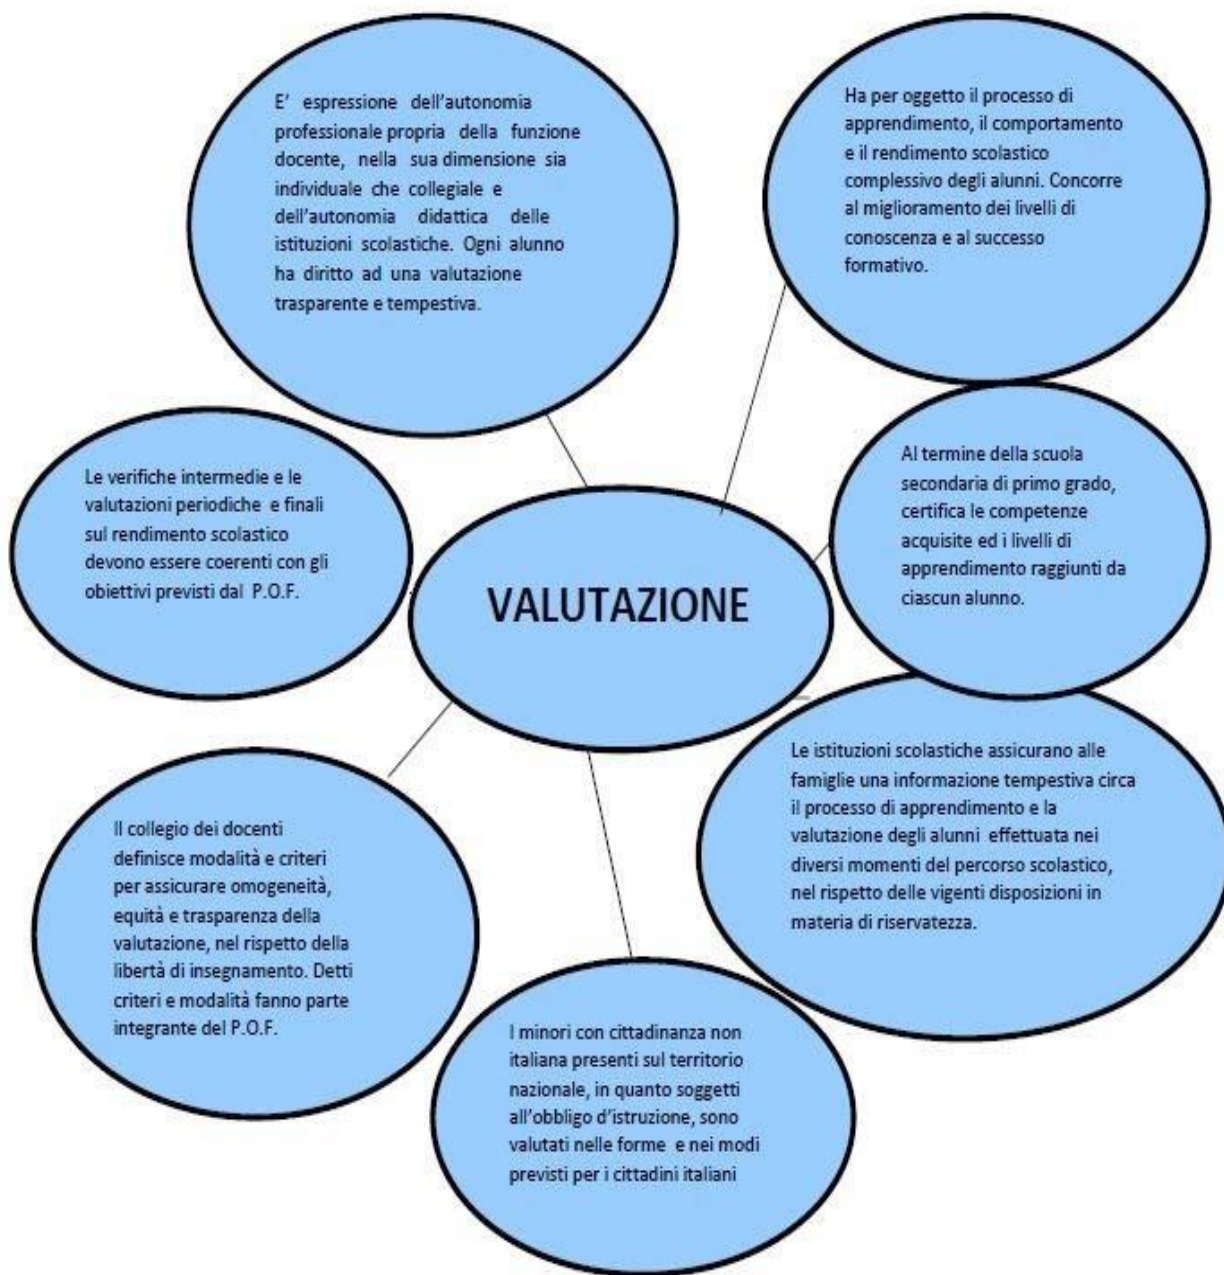 E' espressione dell'autonomia
professionale propria della funzione
docente, nella sua dimensione sia
individuale che collegiale e
dell'autonomia didattica delle
istituzioni scolastiche. Ogni alunno
ha diritto ad una valutazione
trasparente e tempestiva.
Ha per oggetto il processo di
apprendimento, il comportamento
e il rendimento scolastico
complessivo degli alunni. Concorre
al miglioramento dei livelli di
conoscenza e al successo
formativo.
Le verifiche intermedie e le
valutazioni periodiche e finali
sul rendimento scolastico
devono essere coerenti con gli
obiettivi previsti dal P.O.F.
VALUTAZIONE
Al termine della scuola
secondaria di primo grado,
certifica le competenze
acquisite ed i livelli di
apprendimento raggiunti da
ciascun alunno.
Le istituzioni scolastiche assicurano alle
famiglie una informazione tempestiva circa
il processo di apprendimento e la
valutazione degli alunni effettuata nei
diversi momenti del percorso scolastico,
nel rispetto delle vigenti disposizioni in
materia di riservatezza.
Il collegio dei docenti
definisce modalità e criteri
per assicurare omogeneità,
equità e trasparenza della
valutazione, nel rispetto della
libertà di insegnamento. Detti
criteri e modalità fanno parte
integrante del P.O.F.
I minori con cittadinanza non
italiana presenti sul territorio
nazionale, in quanto soggetti
all'obbligo d'istruzione, sono
valutati nelle forme e nei modi
previsti per i cittadini italiani